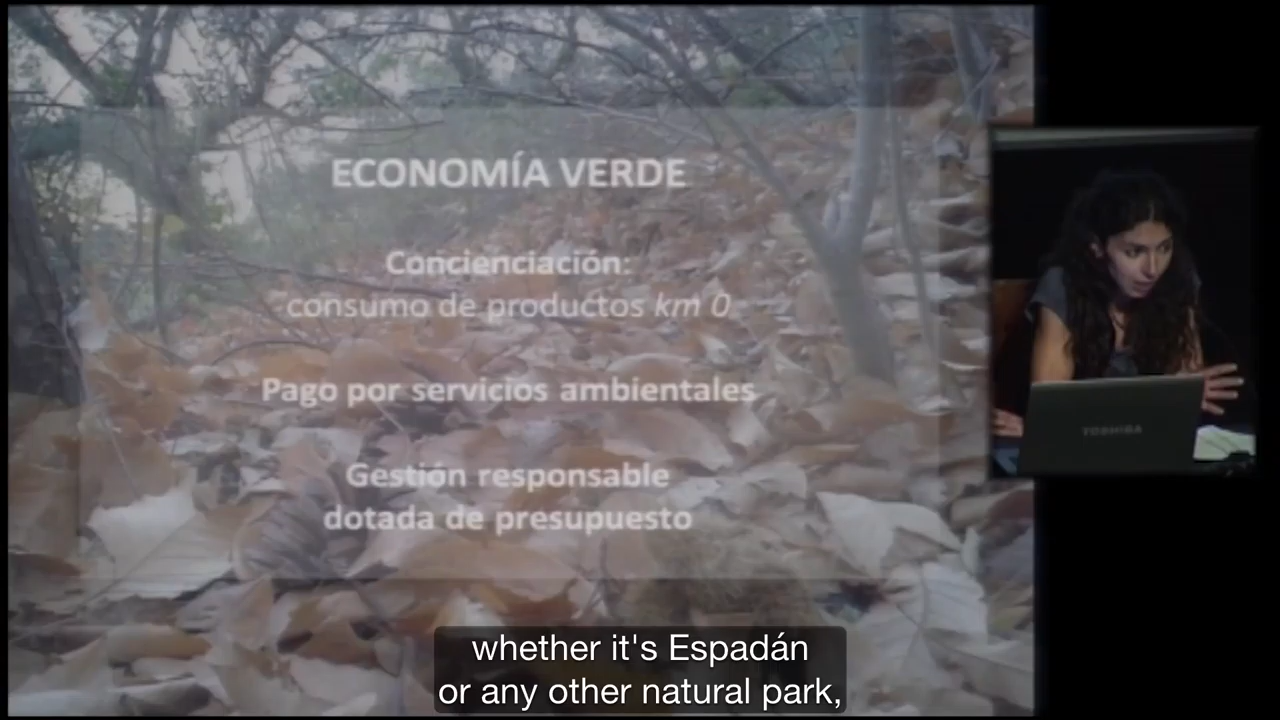 ECONOMÍA VERDE
Concienciación:
consumo de productos km 0
Pago por servicios ambientales
Gestión responsable
dotada de presupuesto
TOSHIBA
whether it's Espadán
or any other natural park,